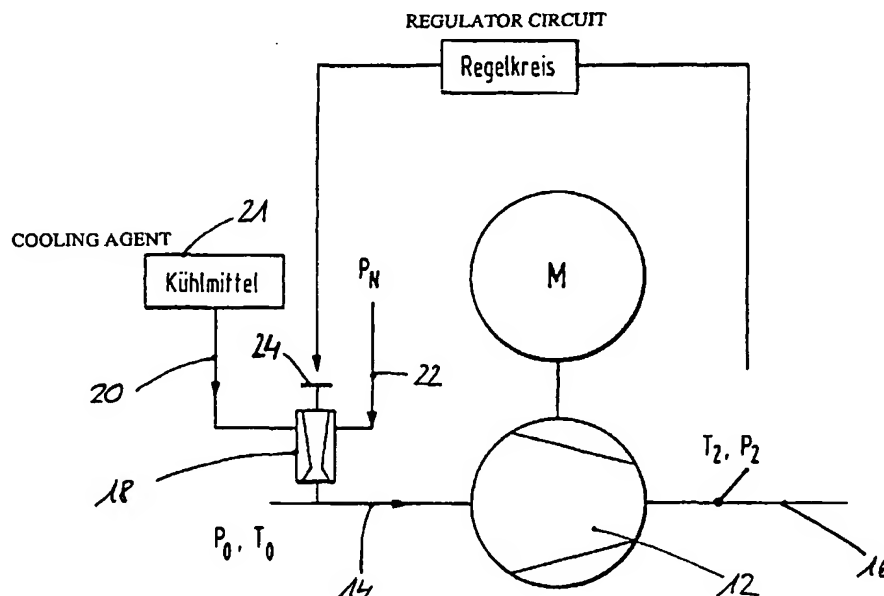 REGULATOR CIRCUIT
Regelkreis
21
COOLING AGENT
Kühlmittel
P_N
M
24
20
22
18
T_2, P_2
P_0, T_0
14
12
16